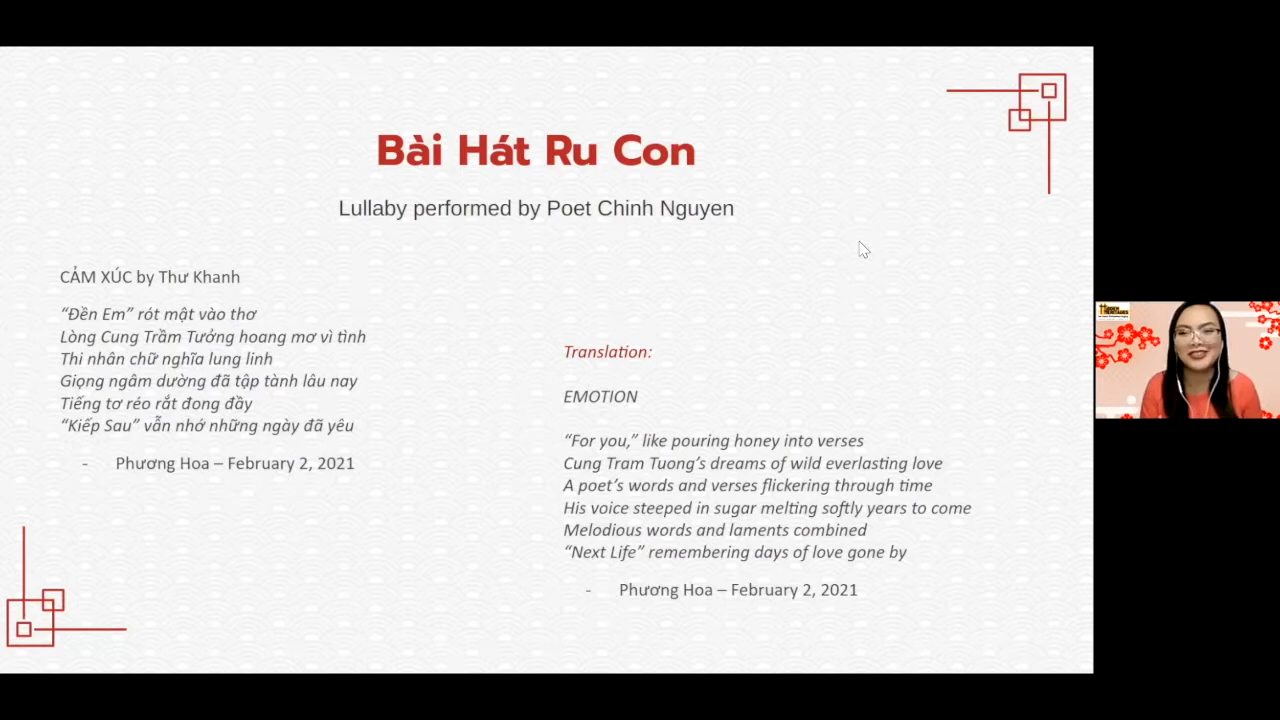 Bài Hát Ru Con
Lullaby performed by Poet Chinh Nguyen
CẢM XÚC by Thư Khanh
“Đền Em” rót mật vào thơ
Lòng Cung Trầm Tưởng hoang mơ vì tình
Thi nhân chữ nghĩa lung linh
Giọng ngâm dường đã tập tành lâu nay
Tiếng tơ réo rắt đong đầy
“Kiếp Sau” vẫn nhớ những ngày đã yêu
- Phương Hoa – February 2, 2021
Translation:
EMOTION
“For you,” like pouring honey into verses
Cung Tram Tuong’s dreams of wild everlasting love
A poet’s words and verses flickering through time
His voice steeped in sugar melting softly years to come
Melodious words and laments combined
“Next Life” remembering days of love gone by
- Phương Hoa – February 2, 2021
HERITAGES